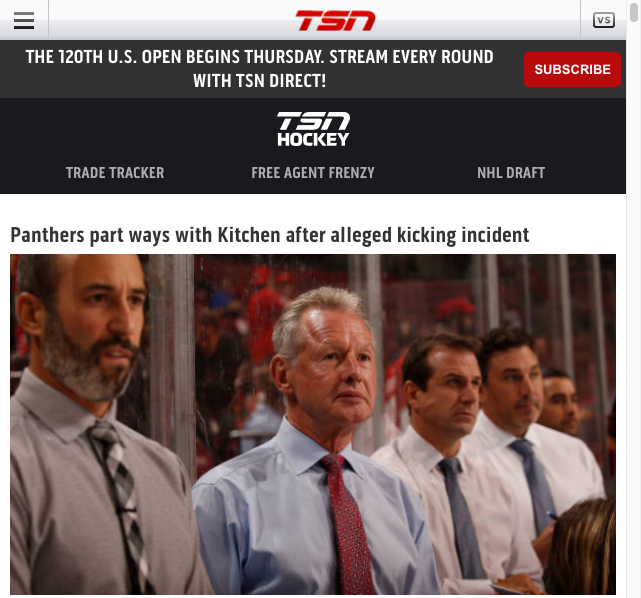 TSN
VS
THE 120TH U.S. OPEN BEGINS THURSDAY. STREAM EVERY ROUND
WITH TSN DIRECT!
SUBSCRIBE
TSN
HOCKEY
TRADE TRACKER
FREE AGENT FRENZY
NHL DRAFT
Panthers part ways with Kitchen after alleged kicking incident